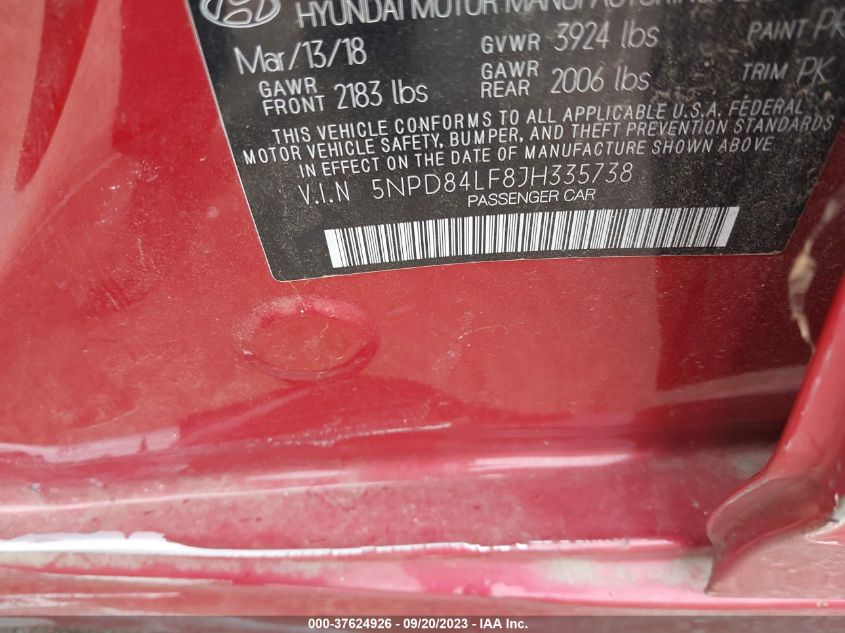 HYUNDAI MOTOR
Mar/13/18 GVWR 3924 lbs PAINT PK
GAWR FRONT 2183 lbs GAWR REAR 2006 lbs TRIM PK
THIS VEHICLE CONFORMS TO ALL APPLICABLE U.S.A. FEDERAL
MOTOR VEHICLE SAFETY, BUMPER, AND THEFT PREVENTION STANDARDS
IN EFFECT ON THE DATE OF MANUFACTURE SHOWN ABOVE.
V.I.N 5NPD84LF8JH335738
PASSENGER CAR
000-37624926 - 09/20/2023 - IAA Inc.